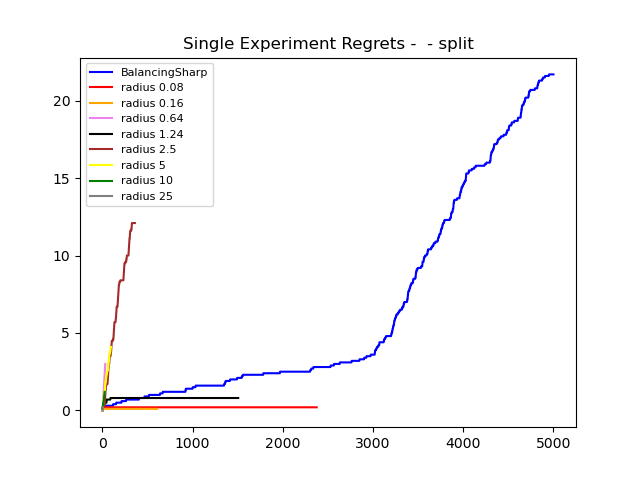 Single Experiment Regrets -  - split
BalancingSharp
radius 0.08
radius 0.16
radius 0.64
radius 1.24
radius 2.5
radius 5
radius 10
radius 25
20
15
10
5
0
0 1000 2000 3000 4000 5000